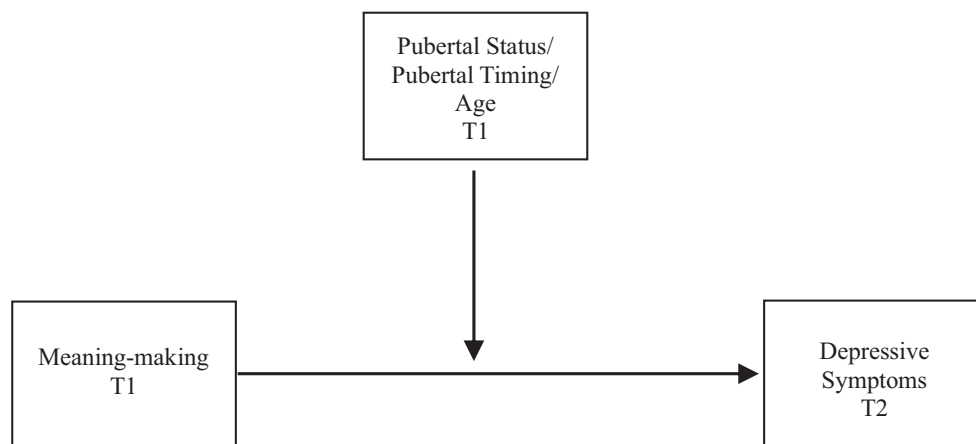 Pubertal Status/
Pubertal Timing/
Age
T1
Meaning-making
T1
Depressive
Symptoms
T2